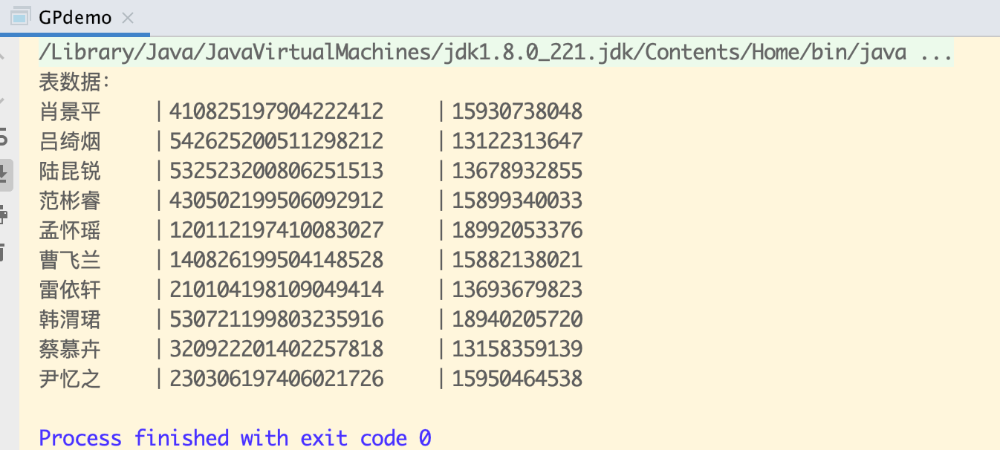 GPdemo
/Library/Java/JavaVirtualMachines/jdk1.8.0_221.jdk/Contents/Home/bin/java ...
表数据：
肖景平 |410825197904222412 |15930738048
吕绮烟 |542625200511298212 |13122313647
陆昆锐 |532523200806251513 |13678932855
范彬睿 |430502199506092912 |15899340033
孟怀瑶 |120112197410083027 |18992053376
曹飞兰 |140826199504148528 |15882138021
雷依轩 |210104198109049414 |13693679823
韩渭珺 |530721199803235916 |18940205720
蔡慕卉 |320922201402257818 |13158359139
尹忆之 |230306197406021726 |15950464538
Process finished with exit code 0